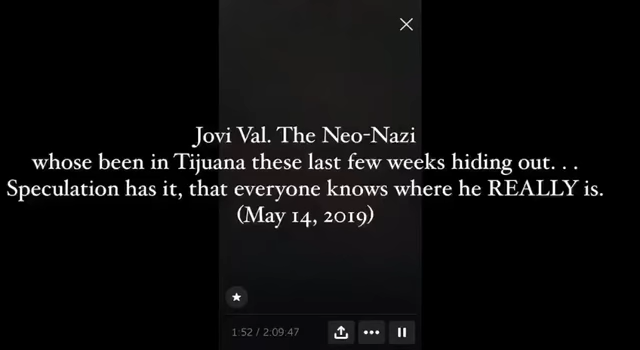 Jovi Val. The Neo-Nazi
whose been in Tijuana these last few weeks hiding out. . .
Speculation has it, that everyone knows where he REALLY is.
(May 14, 2019)
1:52 / 2:09:47